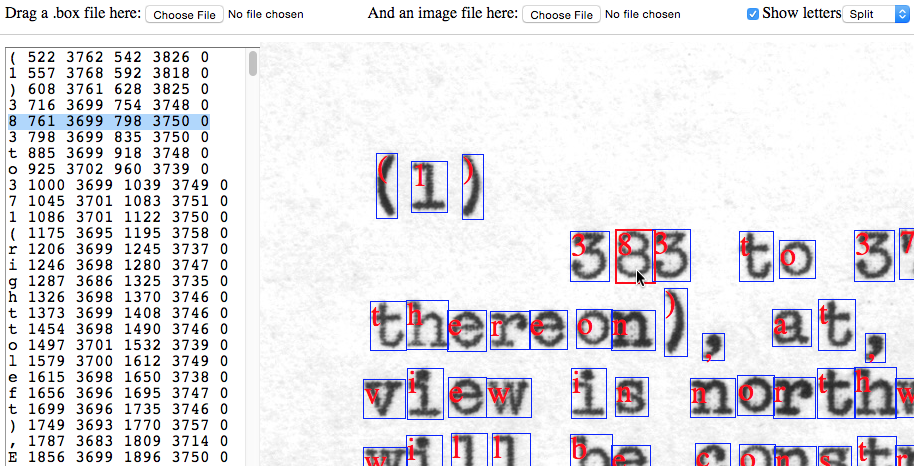 Drag a .box file here: Choose File No file chosen And an image file here: Choose File No file chosen Show letters Split
( 522 3762 542 3826 0
l 557 3768 592 3818 0
) 608 3761 628 3825 0
3 716 3699 754 3748 0
8 761 3699 798 3750 0
3 798 3699 835 3750 0
t 885 3699 918 3748 0
o 925 3702 960 3739 0
3 1000 3699 1039 3749 0
7 1045 3701 1083 3751 0
l 1086 3701 1122 3750 0
( 1175 3695 1195 3758 0
r 1206 3699 1245 3737 0
i 1246 3698 1280 3747 0
g 1287 3686 1325 3735 0
h 1326 3698 1370 3746 0
t 1373 3699 1408 3746 0
t 1454 3698 1490 3746 0
o 1497 3701 1532 3739 0
l 1579 3700 1612 3749 0
e 1615 3698 1650 3738 0
f 1656 3696 1695 3747 0
t 1699 3696 1735 3746 0
) 1749 3693 1770 3757 0
, 1787 3683 1809 3714 0
E 1856 3699 1896 3750 0
(1)
383 to 37
thereon), at,
view is northw
will be constr